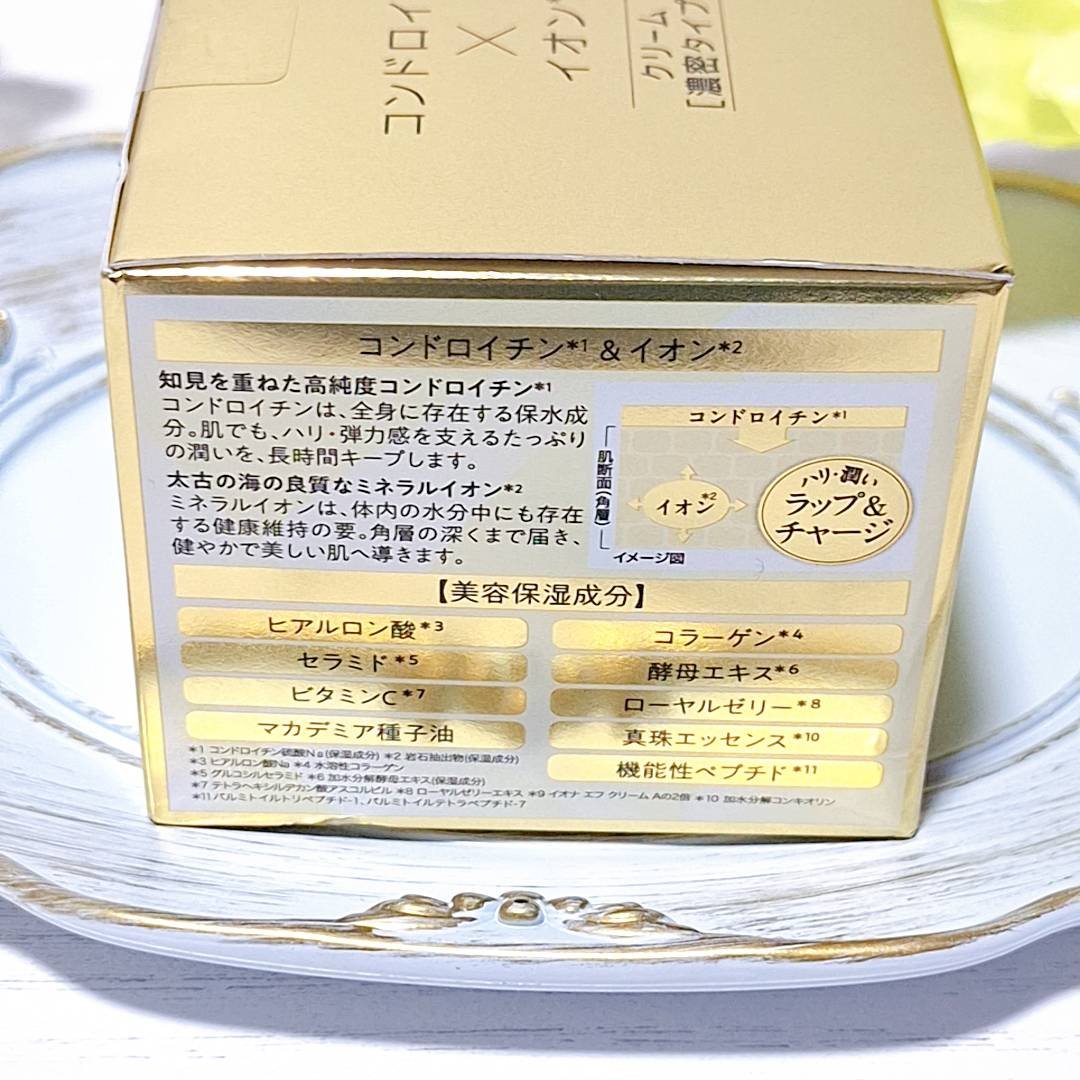 コンドロイ
×
イオン
クリーム
[濃密タイプ
コンドロイチン*1 & イオン*2
知見を重ねた高純度コンドロイチン*1
コンドロイチンは、全身に存在する保水成
分。肌でも、ハリ・弾力感を支えるたっぷり
の潤いを、長時間キープします。
太古の海の良質なミネラルイオン*2
ミネラルイオンは、体内の水分中にも存在
する健康維持の要。角層の深くまで届き、
健やかで美しい肌へ導きます。
コンドロイチン*1
肌断面(角層)
イオン*2
イメージ図
ハリ・潤い
ラップ&
チャージ
【美容保湿成分】
ヒアルロン酸*3
コラーゲン*4
セラミド*5
酵母エキス*6
ビタミンC*7
ローヤルゼリー*8
マカデミア種子油
真珠エッセンス*10
機能性ペプチド*11
*1 コンドロイチン硫酸Na(保湿成分) *2 岩石抽出物(保湿成分)
*3 ヒアルロン酸Na *4 水溶性コラーゲン
*5 グルコシルセラミド *6 加水分解酵母エキス(保湿成分)
*7 テトラヘキシルデカン酸アスコルビル *8 ローヤルゼリーエキス *9 イオナ エフ クリーム Aの2倍 *10 加水分解コンキオリン
*11 パルミトイルトリペプチド-1、パルミトイルテトラペプチド-7